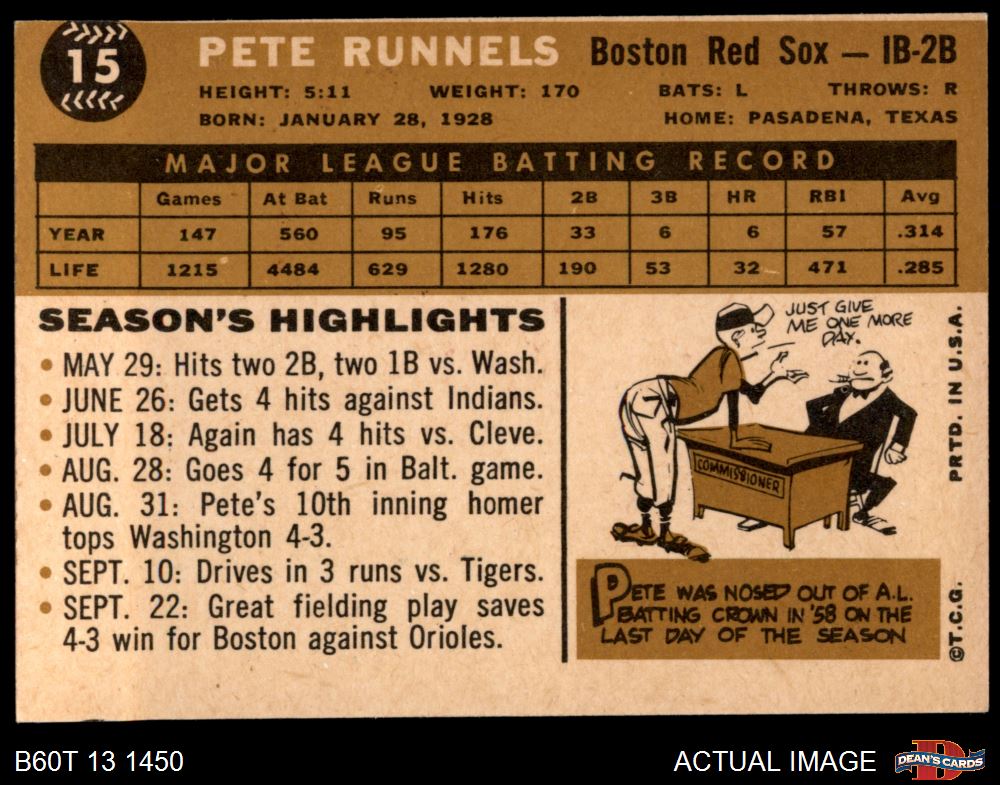 15
PETE RUNNELS Boston Red Sox — 1B-2B
HEIGHT: 5:11 WEIGHT: 170 BATS: L THROWS: R
BORN: JANUARY 28, 1928 HOME: PASADENA, TEXAS
MAJOR LEAGUE BATTING RECORD
Games At Bat Runs Hits 2B 3B HR RBI Avg
YEAR 147 560 95 176 33 6 6 57 .314
LIFE 1215 4484 629 1280 190 53 32 471 .285
SEASON'S HIGHLIGHTS
• MAY 29: Hits two 2B, two 1B vs. Wash.
• JUNE 26: Gets 4 hits against Indians.
• JULY 18: Again has 4 hits vs. Cleve.
• AUG. 28: Goes 4 for 5 in Balt. game.
• AUG. 31: Pete's 10th inning homer
tops Washington 4-3.
• SEPT. 10: Drives in 3 runs vs. Tigers.
• SEPT. 22: Great fielding play saves
4-3 win for Boston against Orioles.
JUST GIVE
ME ONE MORE
DAY.
COMMISSIONER
PETE WAS NOSED OUT OF A.L.
BATTING CROWN IN '58 ON THE
LAST DAY OF THE SEASON
©T.C.G. PRTD. IN U.S.A.
B60T 13 1450 ACTUAL IMAGE DEAN'S CARDS